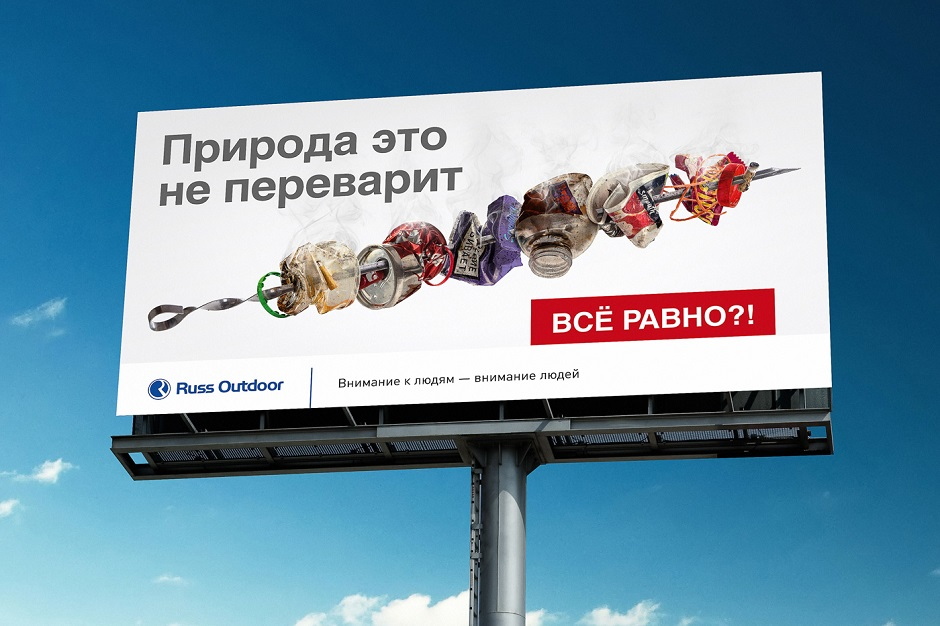 Природа это
не переварит
ВСЁ РАВНО?!
Russ Outdoor
Внимание к людям — внимание людей